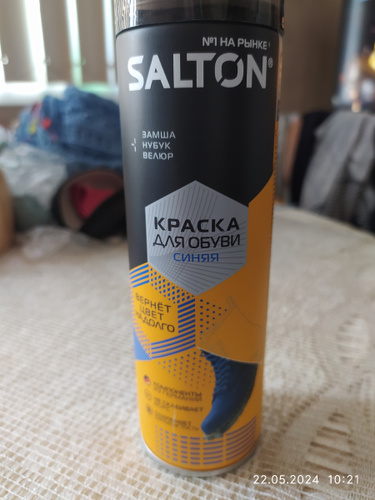 №1 НА РЫНКЕ
SALTON®
ЗАМША
НУБУК
ВЕЛЮР
КРАСКА
ДЛЯ ОБУВИ
СИНЯЯ
ВЕРНЁТ
ЦВЕТ
НАДОЛГО
КОМПОНЕНТЫ
22.05.2024 10:21